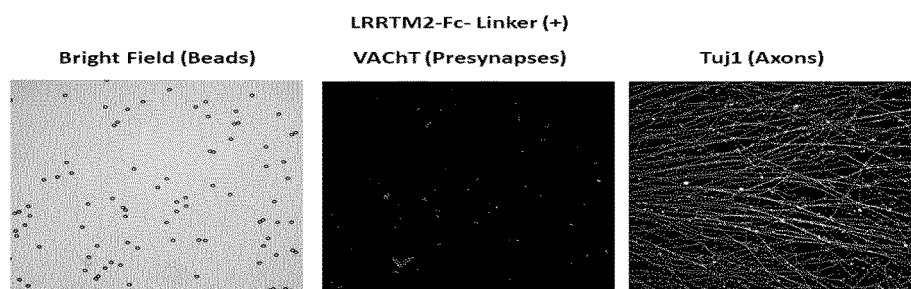 LRRTM2-Fc- Linker (+)
Bright Field (Beads)
VAChT (Presynapses)
Tuj1 (Axons)